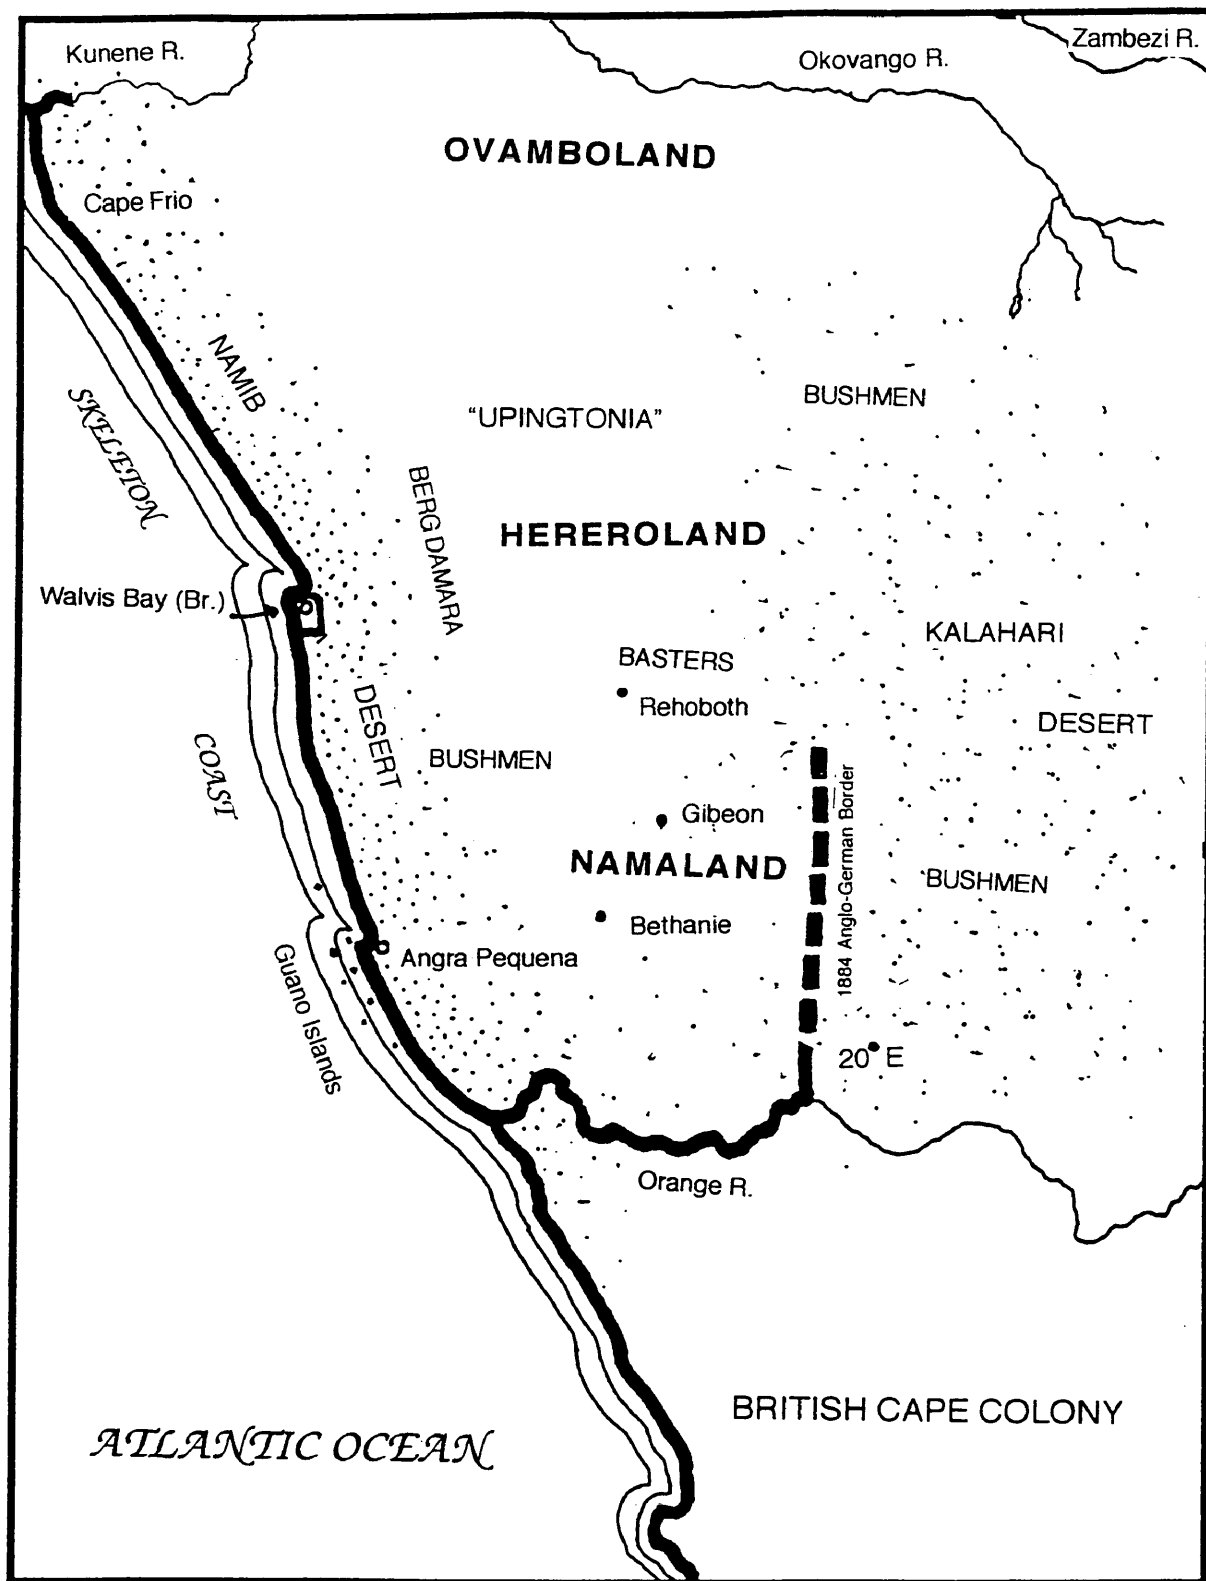 Kunene R.
Okovango R.
Zambezi R.
OVAMBOLAND
Cape Frio
NAMIB
SKELETON
"UPINGTONIA"
BUSHMEN
BERGDAMARA
HEREROLAND
Walvis Bay (Br.)
KALAHARI
BASTERS
Rehoboth
DESERT
DESERT
COAST
BUSHMEN
Gibeon
1884 Anglo-German Border
NAMALAND
BUSHMEN
Bethanie
Angra Pequena
Guano Islands
20° E
Orange R.
BRITISH CAPE COLONY
ATLANTIC OCEAN